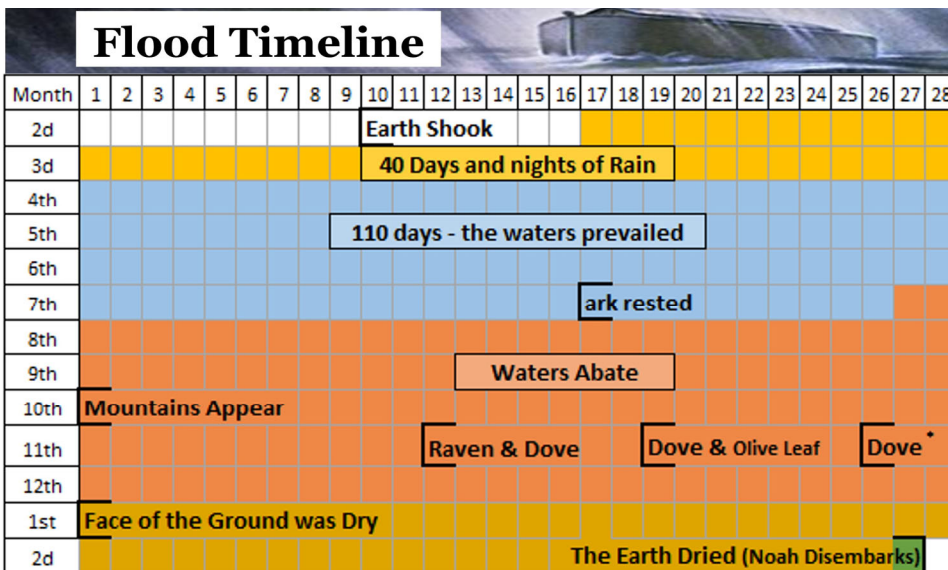 Flood Timeline
Month 1 2 3 4 5 6 7 8 9 10 11 12 13 14 15 16 17 18 19 20 21 22 23 24 25 26 27 28
2d Earth Shook
3d 40 Days and nights of Rain
4th
5th 110 days - the waters prevailed
6th
7th ark rested
8th
9th Waters Abate
10th Mountains Appear
11th Raven & Dove Dove & Olive Leaf Dove *
12th
1st Face of the Ground was Dry
2d The Earth Dried (Noah Disembarks)